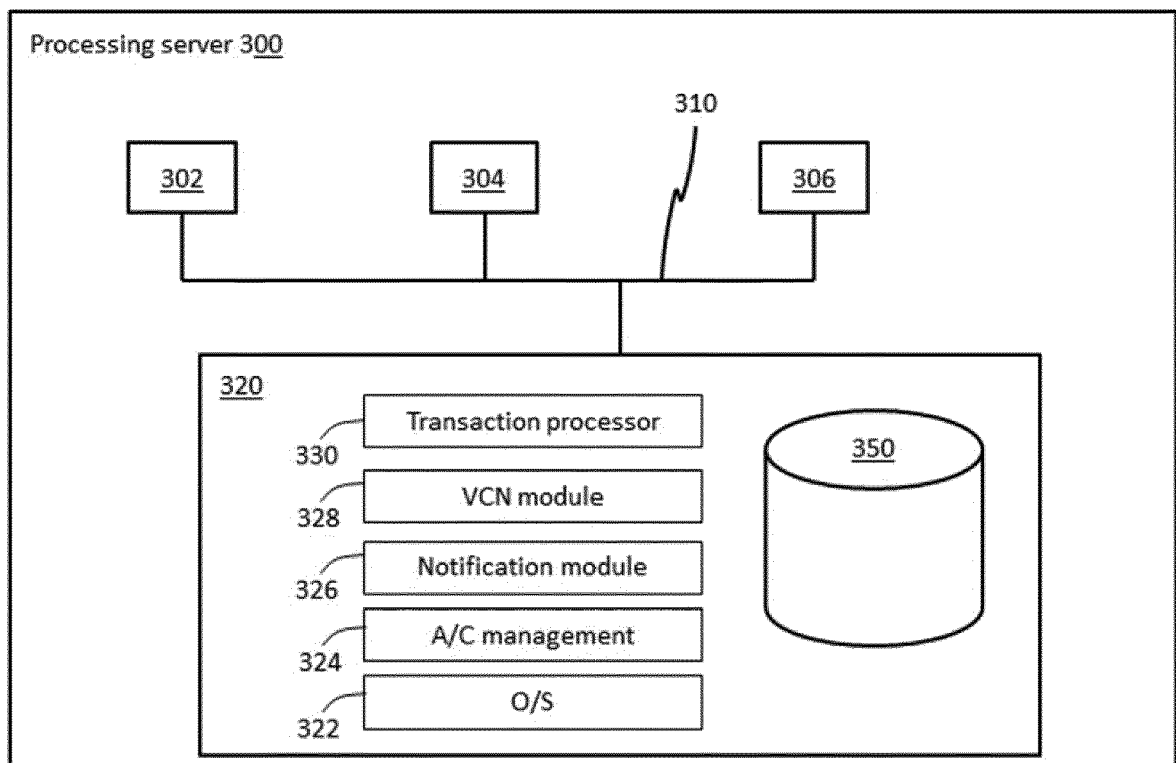 Processing server 300
310
302
304
306
320
Transaction processor
330
VCN module
328
Notification module
326
A/C management
324
O/S
322
350